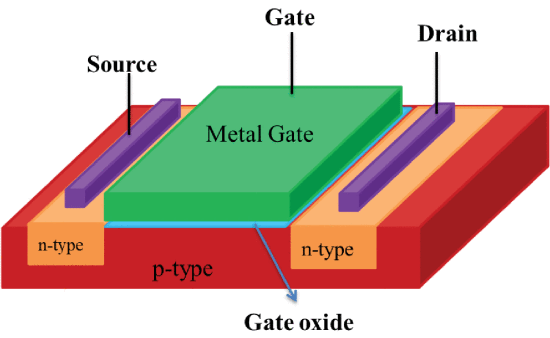 Gate
Source
Drain
Metal Gate
n-type
n-type
p-type
Gate oxide